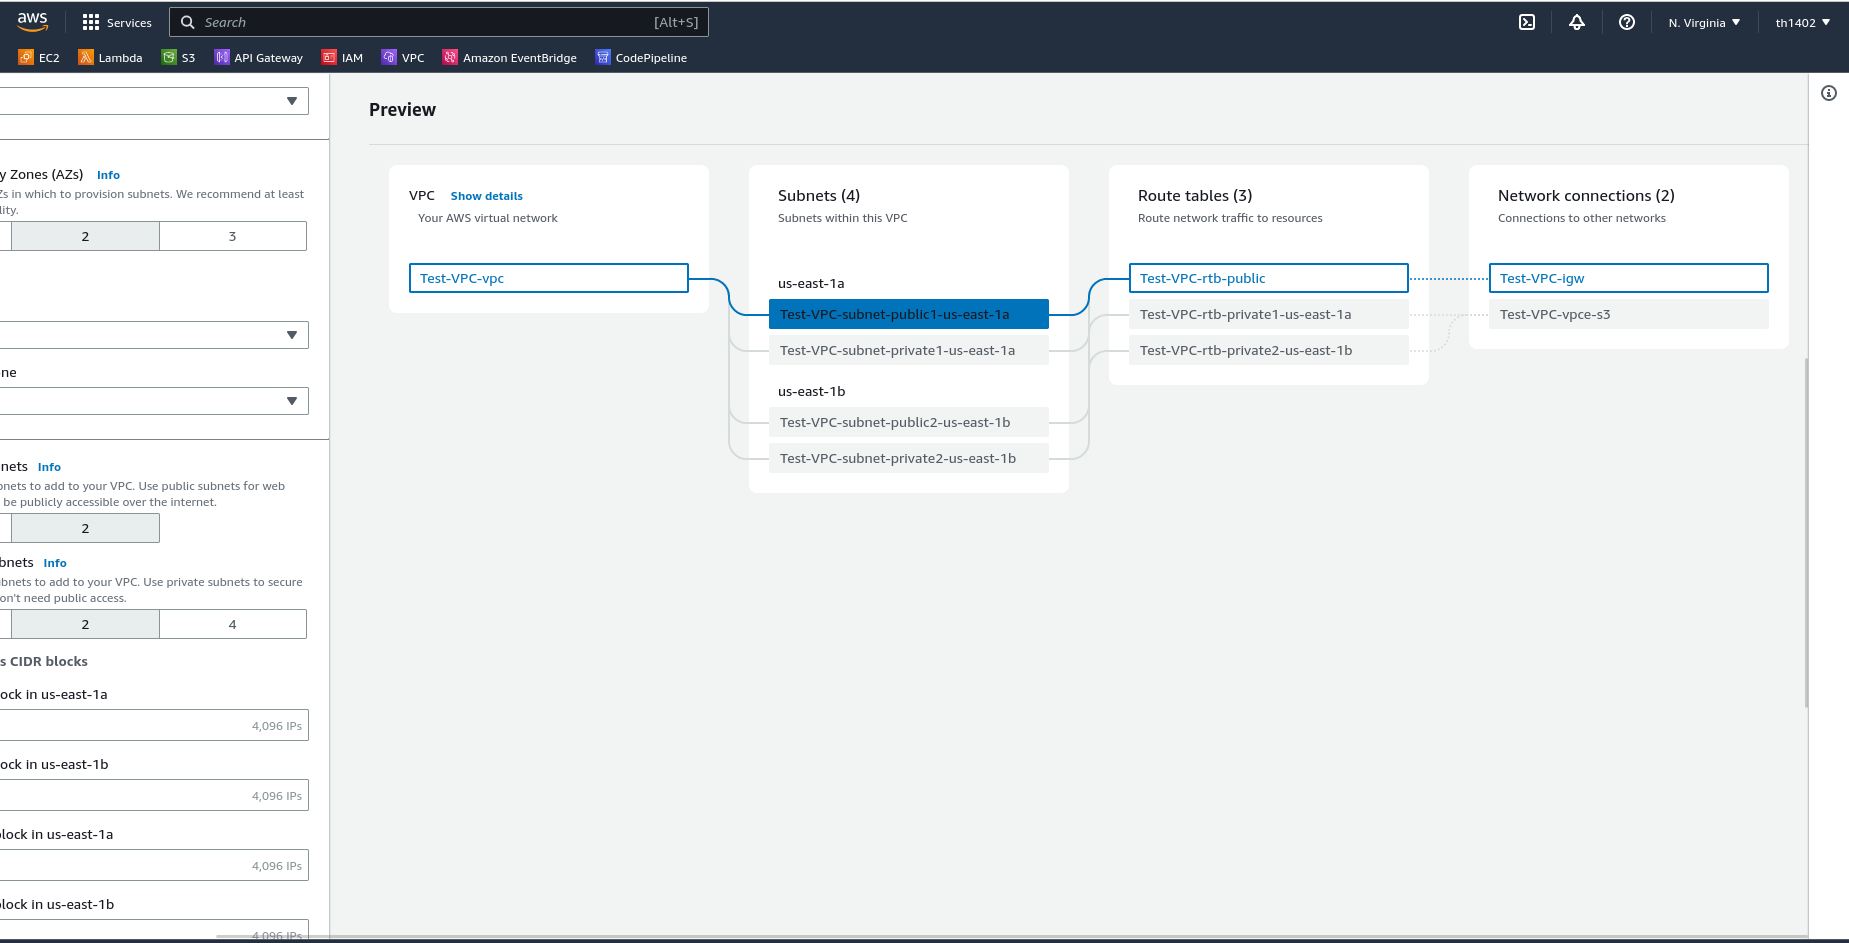 aws
Services
Search
[Alt+S]
N. Virginia
th1402
EC2
Lambda
S3
API Gateway
IAM
VPC
Amazon EventBridge
CodePipeline
y Zones (AZs) Info
Zs in which to provision subnets. We recommend at least
lity.
2
3
ne
nets Info
bnets to add to your VPC. Use public subnets for web
be publicly accessible over the internet.
2
bnets Info
ubnets to add to your VPC. Use private subnets to secure
on't need public access.
2
4
s CIDR blocks
ock in us-east-1a
4,096 IPs
ock in us-east-1b
4,096 IPs
block in us-east-1a
4,096 IPs
block in us-east-1b
4,096 IPs
Preview
VPC Show details
Your AWS virtual network
Test-VPC-vpc
Subnets (4)
Subnets within this VPC
us-east-1a
Test-VPC-subnet-public1-us-east-1a
Test-VPC-subnet-private1-us-east-1a
us-east-1b
Test-VPC-subnet-public2-us-east-1b
Test-VPC-subnet-private2-us-east-1b
Route tables (3)
Route network traffic to resources
Test-VPC-rtb-public
Test-VPC-rtb-private1-us-east-1a
Test-VPC-rtb-private2-us-east-1b
Network connections (2)
Connections to other networks
Test-VPC-igw
Test-VPC-vpce-s3